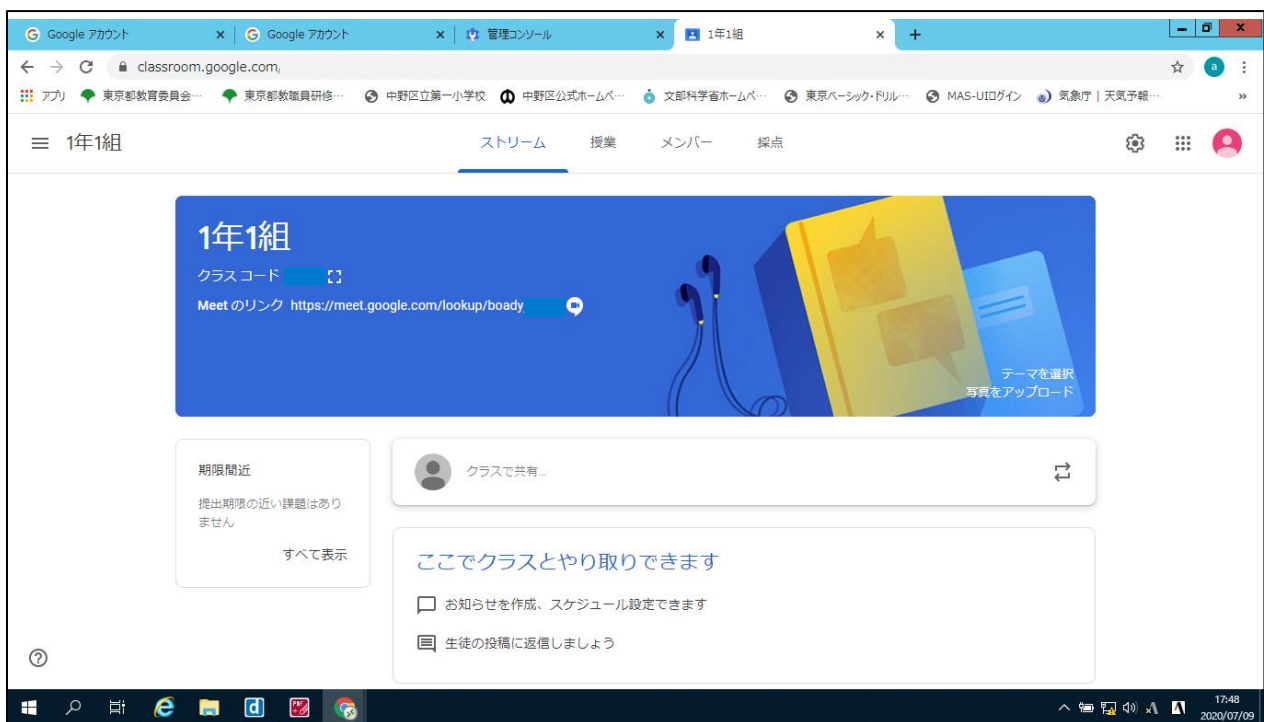 Google アカウント
Google アカウント
管理コンソール
1年1組
classroom.google.com,
アプリ
東京都教育委員会…
東京都教職員研修…
中野区立第一小学校
中野区公式ホームペ…
文部科学省ホームペ…
東京ベーシック・ドリル…
MAS-UIログイン
気象庁 | 天気予報…
»
1年1組
ストリーム
授業
メンバー
採点
1年1組
クラス コード
Meet のリンク https://meet.google.com/lookup/boady
テーマを選択
写真をアップロード
期限間近
提出期限の近い課題はあり
ません
すべて表示
クラスで共有...
ここでクラスとやり取りできます
お知らせを作成、スケジュール設定できます
生徒の投稿に返信しましょう
17:48
2020/07/09